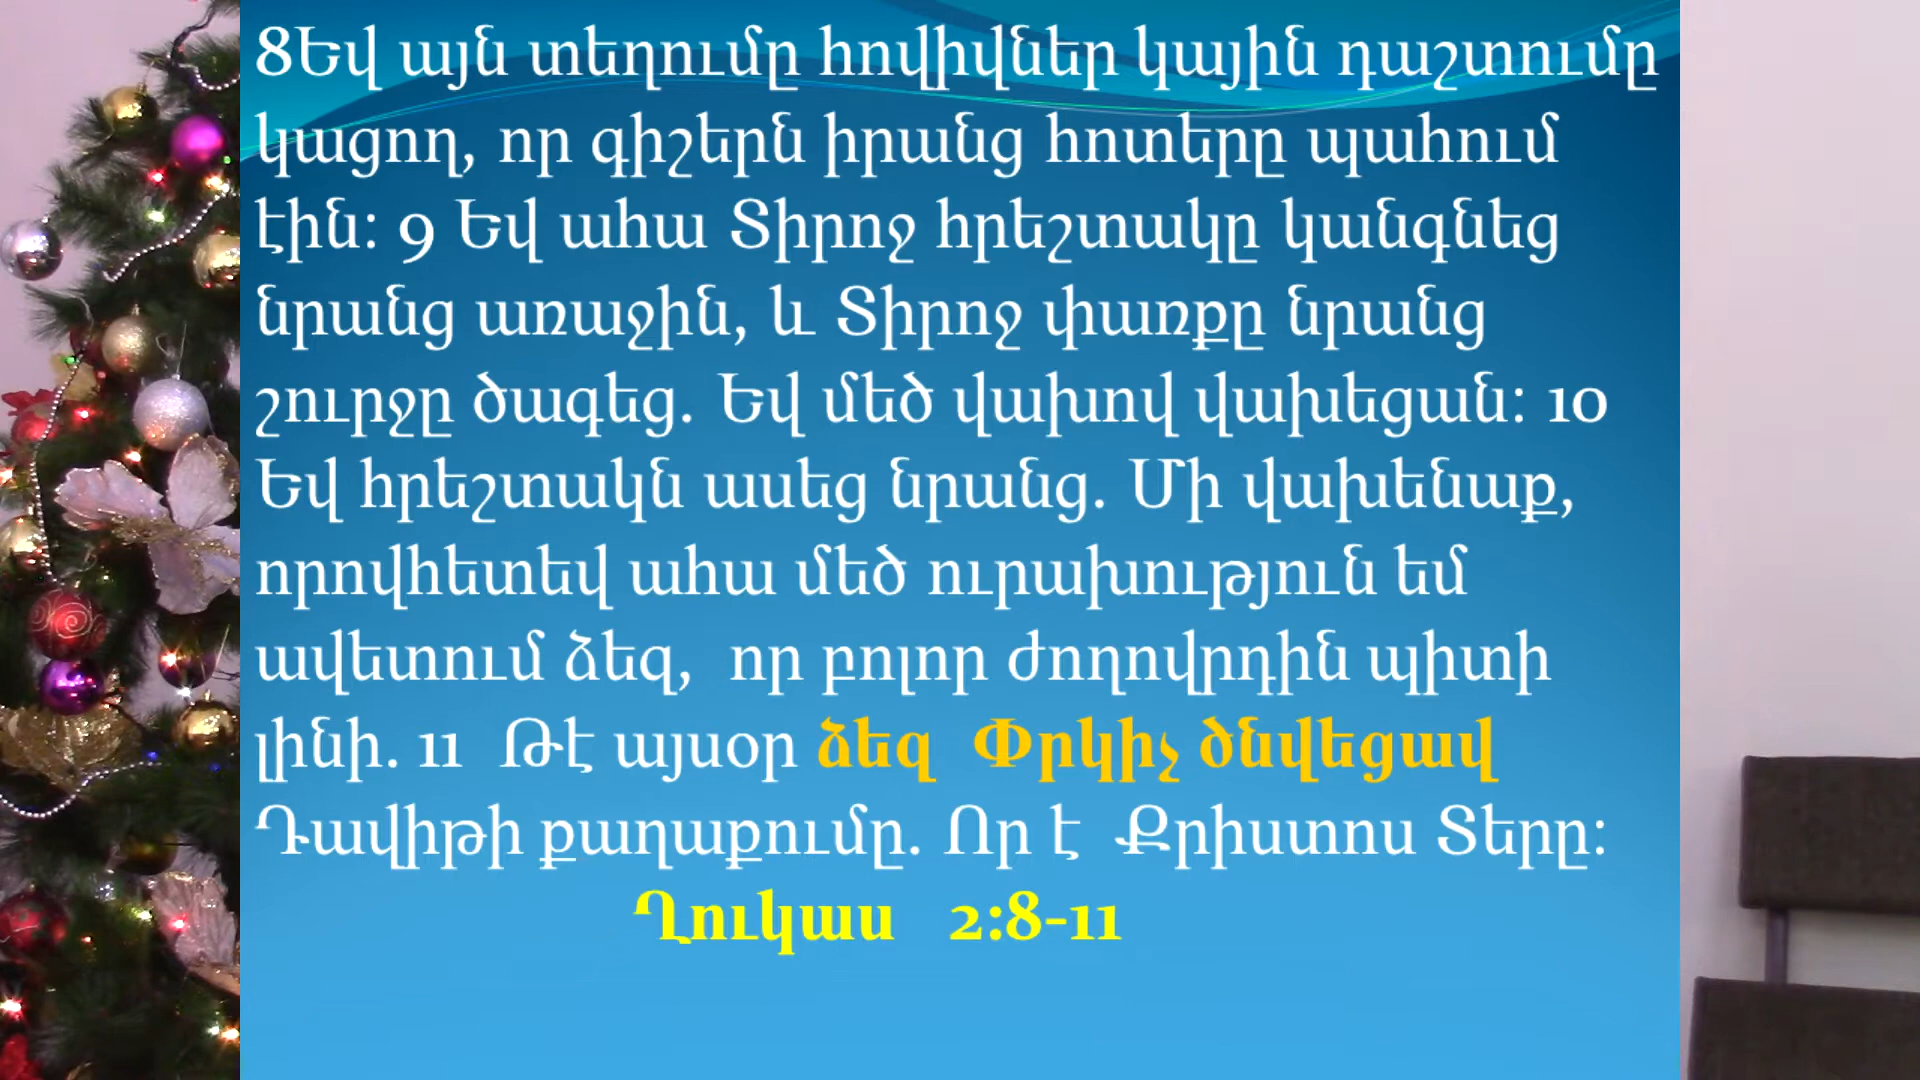 8Եվ այն տեղումը հովիվներ կային դաշտումը
կացող, որ գիշերն իրանց հոտերը պահում
էին: 9 Եվ ահա Տիրոջ հրեշտակը կանգնեց
նրանց առաջին, և Տիրոջ փառքը նրանց
շուրջը ծագեց. Եվ մեծ վախով վախեցան: 10
Եվ հրեշտակն ասեց նրանց. Մի վախենաք,
որովհետեվ ահա մեծ ուրախություն եմ
ավետում ձեզ,  որ բոլոր ժողովրդին պիտի
լինի. 11  Թէ այսօր ձեզ  Փրկիչ ծնվեցավ
Դավիթի քաղաքումը. Որ է  Քրիստոս Տերը:
Ղուկաս   2:8-11